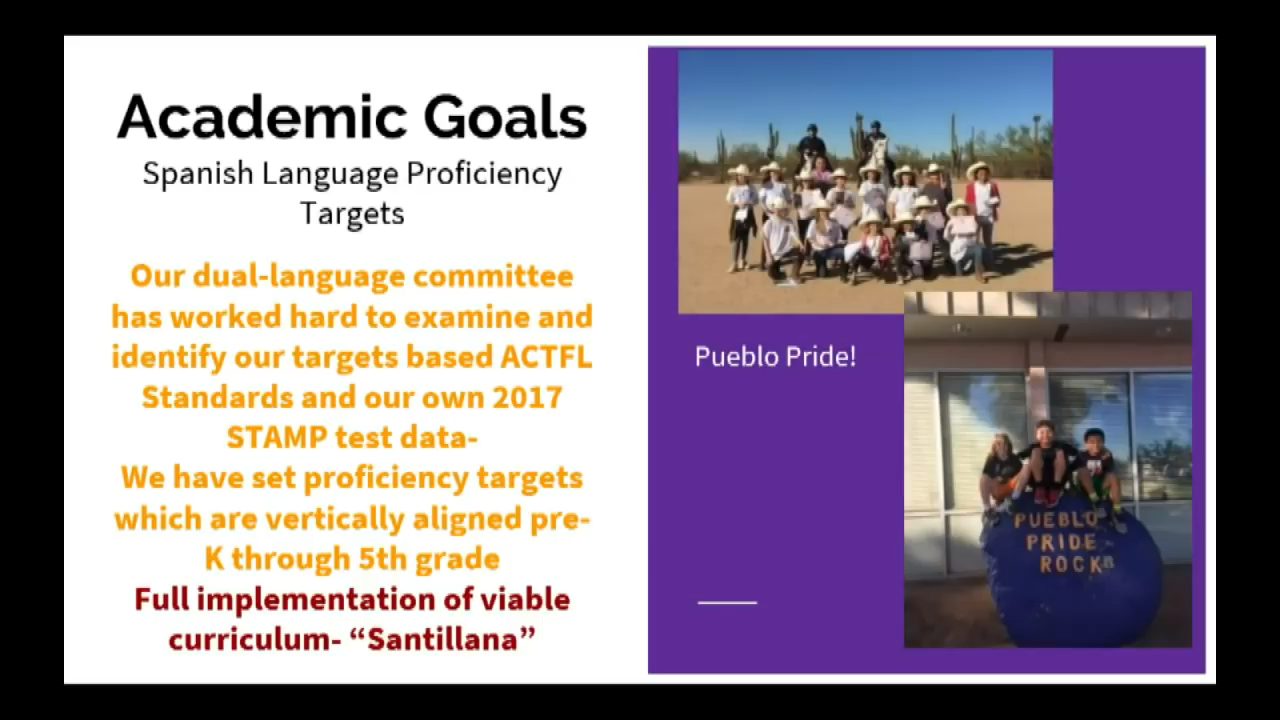 Academic Goals
Spanish Language Proficiency
Targets
Our dual-language committee
has worked hard to examine and
identify our targets based ACTFL
Standards and our own 2017
STAMP test data-
We have set proficiency targets
which are vertically aligned pre-
K through 5th grade
Full implementation of viable
curriculum- “Santillana”
Pueblo Pride!
PUEBLO
PRIDE
ROCK